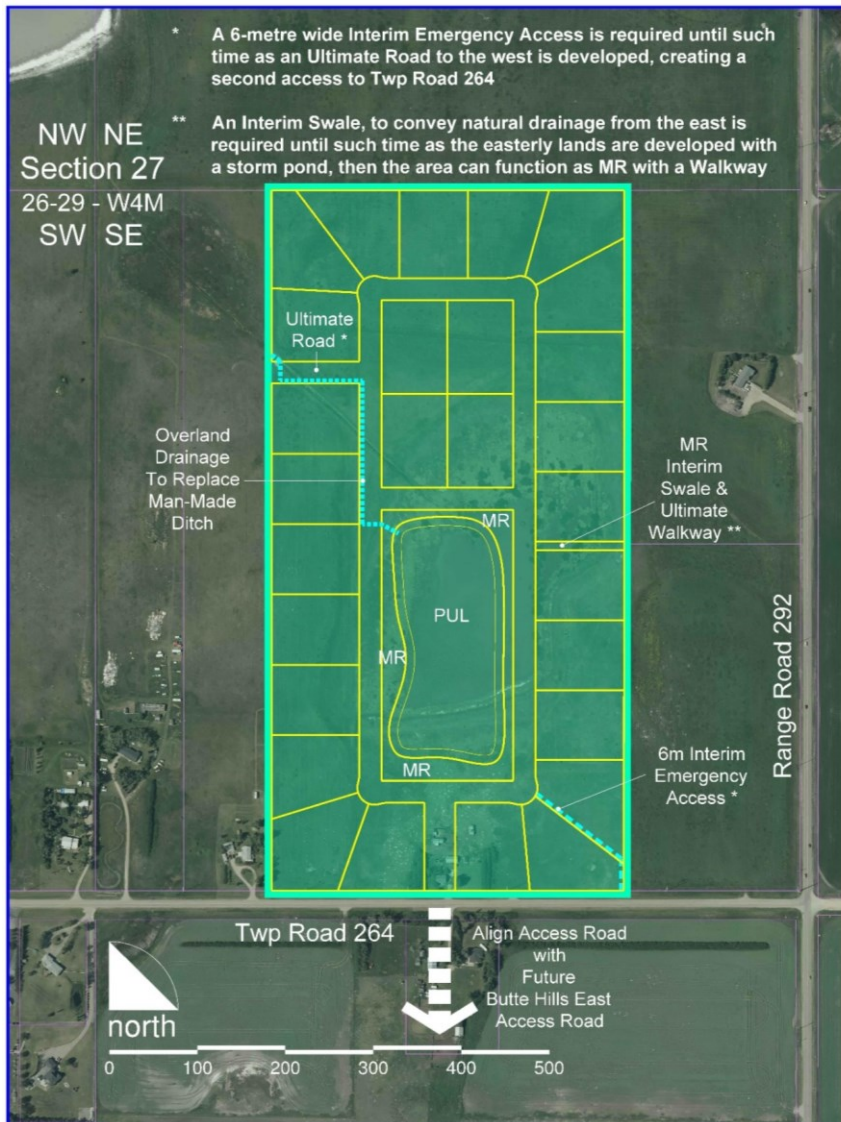 * A 6-metre wide Interim Emergency Access is required until such
time as an Ultimate Road to the west is developed, creating a
second access to Twp Road 264
** An Interim Swale, to convey natural drainage from the east is
required until such time as the easterly lands are developed with
a storm pond, then the area can function as MR with a Walkway
NW NE
Section 27
26-29 - W4M
SW SE
Ultimate
Road *
Overland
Drainage
To Replace
Man-Made
Ditch
MR
Interim
Swale &
Ultimate
Walkway **
MR
PUL
MR
MR
6m Interim
Emergency
Access *
Range Road 292
Twp Road 264
Align Access Road
with
Future
Butte Hills East
Access Road
north
0 100 200 300 400 500